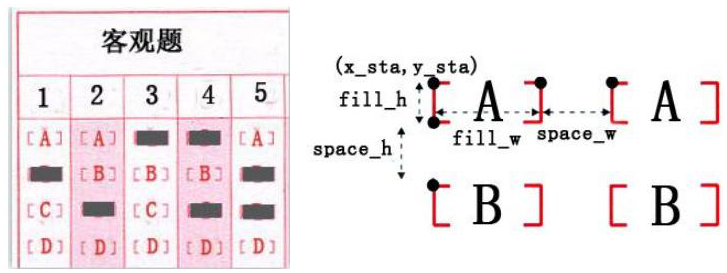 客观题
1 2 3 4 5
[A] [A] [A]
[B] [B] [B]
[C] [C]
[D] [D] [D] [D] [D]
(x_sta,y_sta)
fill_h
[A] [A]
fill_w space_w
space_h
[B] [B]